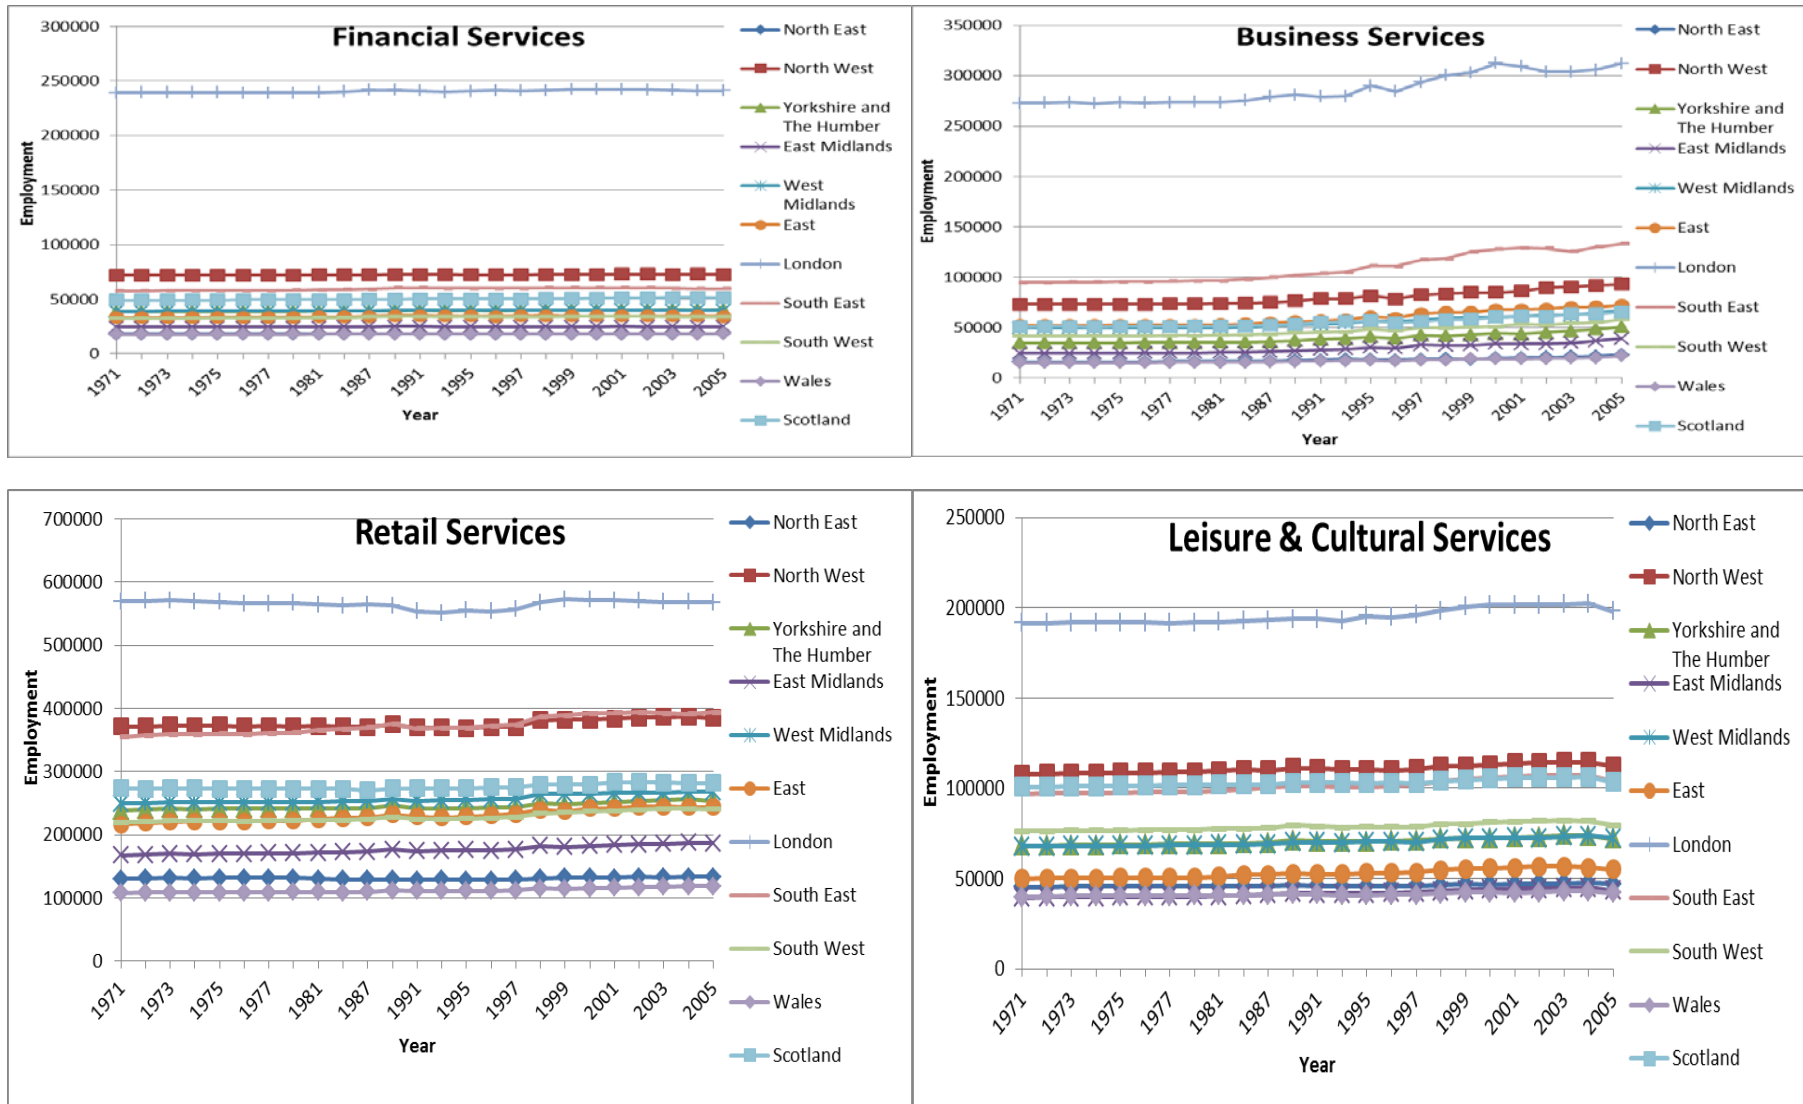 Financial Services
Employment
300000
250000
200000
150000
100000
50000
0
1971
1973
1975
1977
1981
1987
1991
1995
1997
1999
2001
2003
2005
Year
North East
North West
Yorkshire and
The Humber
East Midlands
West
Midlands
East
London
South East
South West
Wales
Scotland
Business Services
Employment
350000
300000
250000
200000
150000
100000
50000
0
1971
1973
1975
1977
1981
1987
1991
1995
1997
1999
2001
2003
2005
Year
North East
North West
Yorkshire and
The Humber
East Midlands
West Midlands
East
London
South East
South West
Wales
Scotland
Retail Services
Employment
700000
600000
500000
400000
300000
200000
100000
0
1971
1973
1975
1977
1981
1987
1991
1995
1997
1999
2001
2003
2005
Year
North East
North West
Yorkshire and
The Humber
East Midlands
West Midlands
East
London
South East
South West
Wales
Scotland
Leisure & Cultural Services
Employment
250000
200000
150000
100000
50000
0
1971
1973
1975
1977
1981
1987
1991
1995
1997
1999
2001
2003
2005
Year
North East
North West
Yorkshire and
The Humber
East Midlands
West Midlands
East
London
South East
South West
Wales
Scotland